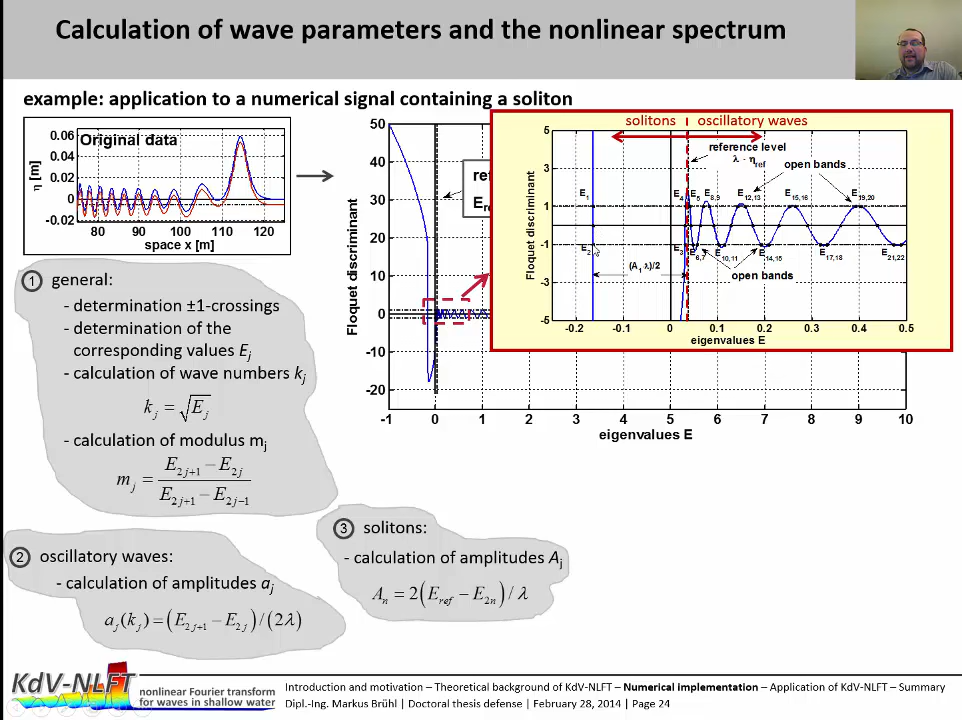 Calculation of wave parameters and the nonlinear spectrum
example: application to a numerical signal containing a soliton
Original data
η [m]
0.06
0.04
0.02
0
-0.02
80 90 100 110 120
space x [m]
Floquet discriminant
50
40
30
20
10
0
-10
-20
-1 0 1 2 3 4 5 6 7 8 9 10
eigenvalues E
solitons oscillatory waves
reference level
λ · η_ref
open bands
E_1 E_4 E_5 E_8,9 E_12,13 E_15,16 E_19,20
E_2 E_3 E_6,7 E_10,11 E_14,15 E_17,18 E_21,22
(A_1 λ)/2
open bands
Floquet discriminant
5
3
1
-1
-3
-5
-0.2 -0.1 0 0.1 0.2 0.3 0.4 0.5
eigenvalues E
1 general:
- determination ±1-crossings
- determination of the
corresponding values E_j
- calculation of wave numbers k_j
k_j = √E_j
- calculation of modulus m_j
m_j = (E_2j+1 − E_2j) / (E_2j+1 − E_2j−1)
2 oscillatory waves:
- calculation of amplitudes a_j
a_j(k_j) = (E_2j+1 − E_2j) / (2λ)
3 solitons:
- calculation of amplitudes A_j
A_n = 2(E_ref − E_2n) / λ
KdV-NLFT
nonlinear Fourier transform
for waves in shallow water
Introduction and motivation – Theoretical background of KdV-NLFT – Numerical implementation – Application of KdV-NLFT – Summary
Dipl.-Ing. Markus Brühl | Doctoral thesis defense | February 28, 2014 | Page 24